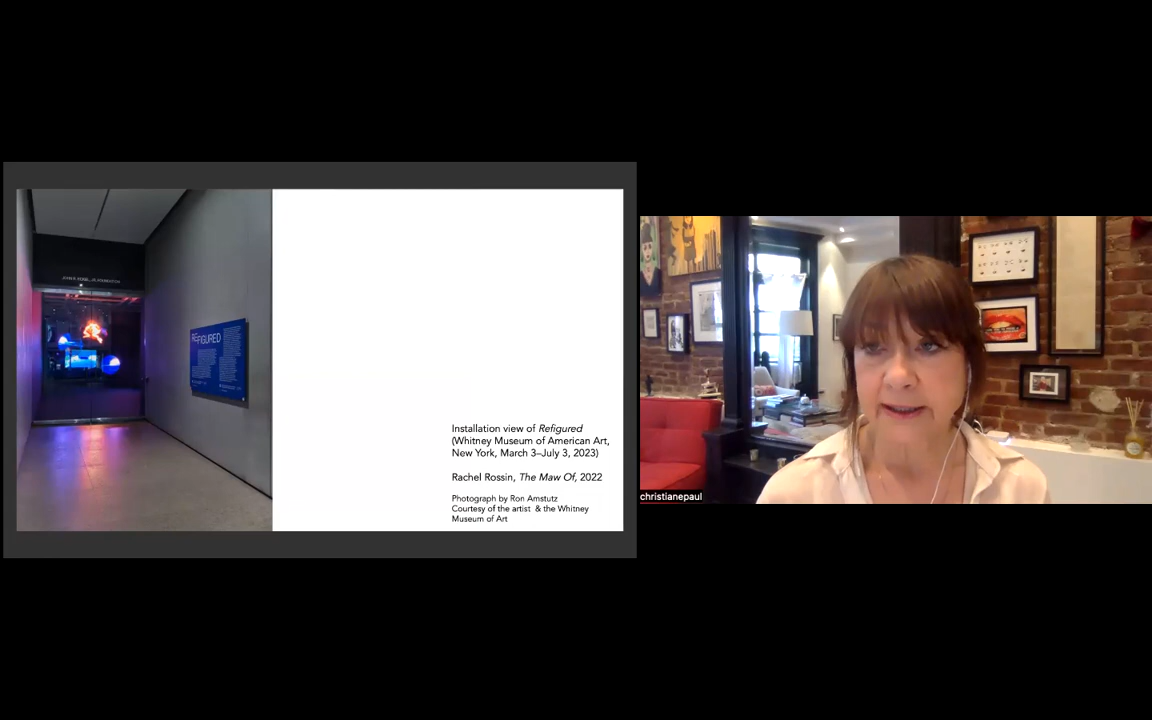 REFIGURED
Installation view of Refigured
(Whitney Museum of American Art,
New York, March 3–July 3, 2023)
Rachel Rossin, The Maw Of, 2022
Photograph by Ron Amstutz
Courtesy of the artist & the Whitney
Museum of Art
christianepaul